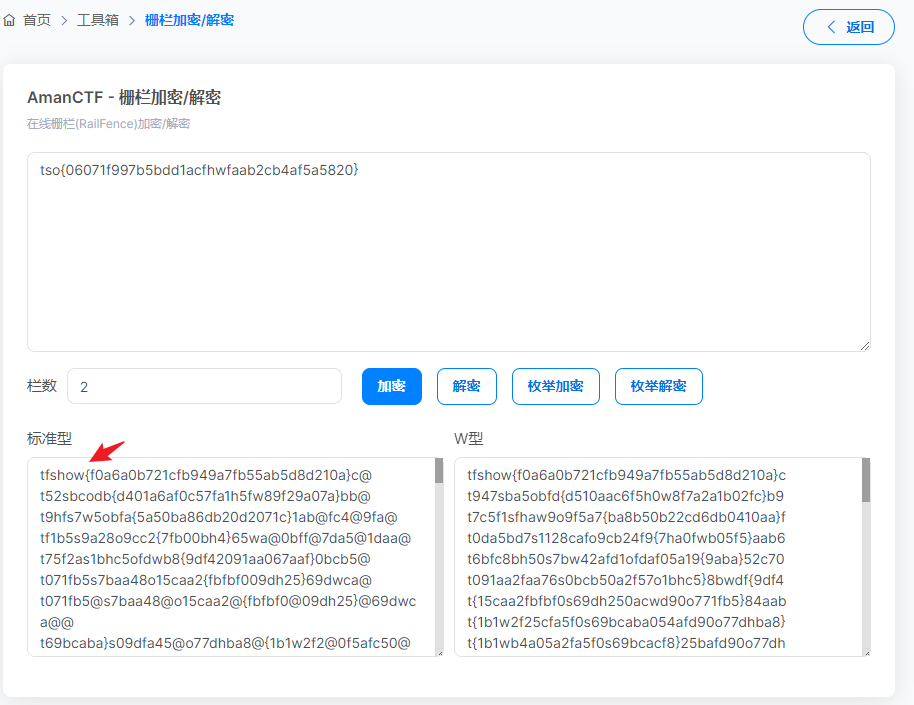 首页 > 工具箱 > 栅栏加密/解密
返回
AmanCTF - 栅栏加密/解密
在线栅栏(RailFence)加密/解密
tso{06071f997b5bdd1acfhwfaab2cb4af5a5820}
栏数 2 加密 解密 枚举加密 枚举解密
标准型
tfshow{f0a6a0b721cfb949a7fb55ab5d8d210a}c@
t52sbcodb{d401a6af0c57fa1h5fw89f29a07a}bb@
t9hfs7w5obfa{5a50ba86db20d2071c}1ab@fc4@9fa@
tf1b5s9a28o9cc2{7fb00bh4}65wa@0bff@7da5@1daa@
t75f2as1bhc5ofdwb8{9df42091aa067aaf}0bcb5@
t071fb5s7baa48o15caa2{fbfbf009dh25}69dwca@
t071fb5@s7baa48@o15caa2@{fbfbf0@09dh25}@69dwc
a@@
t69bcaba}s09dfa45@o77dhba8@{1b1w2f2@0f5afc50@
W型
tfshow{f0a6a0b721cfb949a7fb55ab5d8d210a}c
t947sba5obfd{d510aac6f5h0w8f7a2a1b02fc}b9
t7c5f1sfhaw9o9f5a7{ba8b50b22cd6db0410aa}f
t0da5bd7s1128cafo9cb24f9{7ha0fwb05f5}aab6
t6bfc8bh50s7bw42afd1ofdaf05a19{9aba}52c70
t091aa2faa76s0bcb50a2f57o1bhc5}8bwdf{9df4
t{15caa2fbfbf0s69dh250acwd90o771fb5}84aab
t{1b1w2f25cfa5f0s69bcaba054afd90o77dhba8}
t{1b1wb4a05a2fa5f0s69bcacf8}25bafd90o77dh